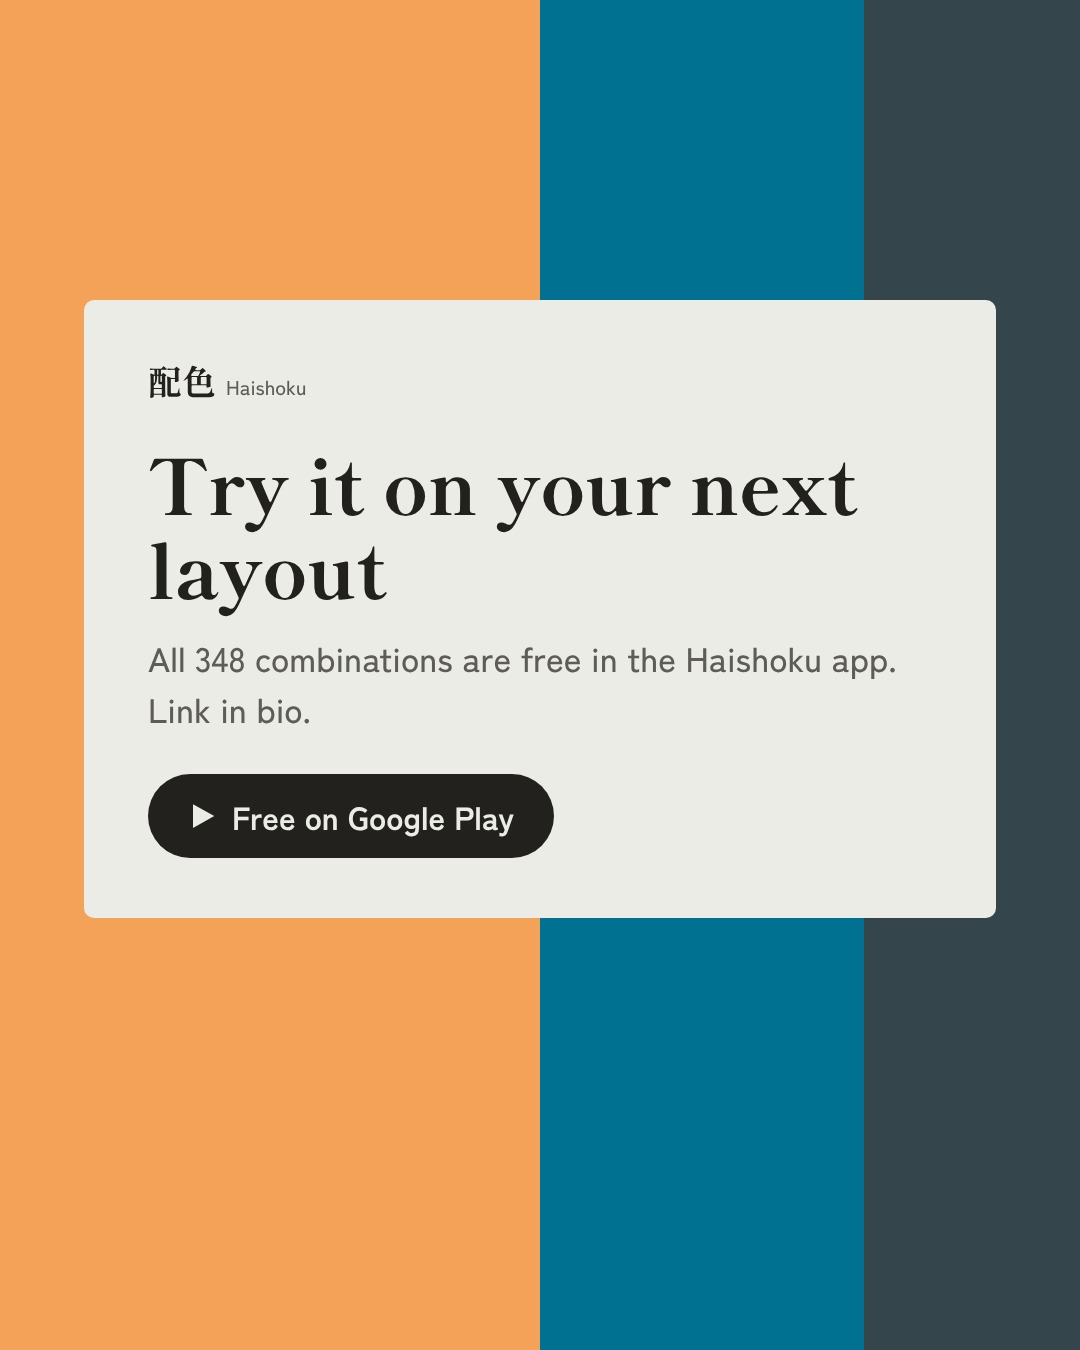 配色 Haishoku
Try it on your next
layout
All 348 combinations are free in the Haishoku app.
Link in bio.
Free on Google Play